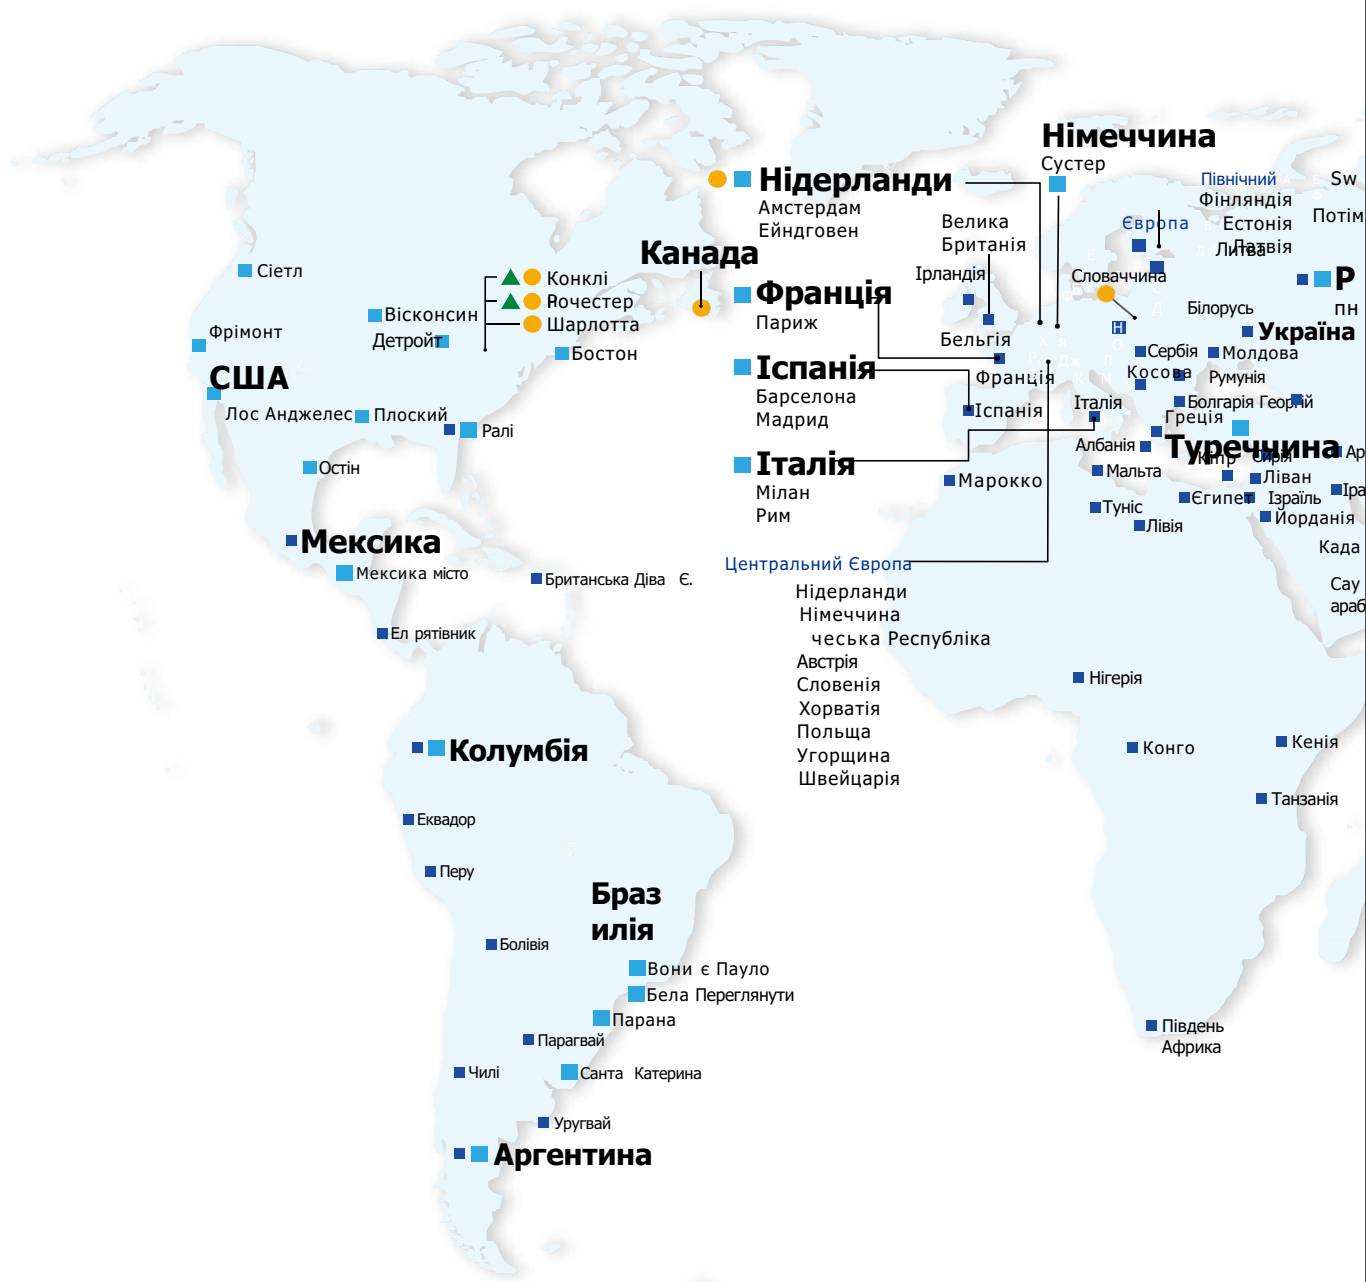 Німеччина
Сустер
Нідерланди
Амстердам
Ейндговен
Північний
Європа
Фінляндія
Естонія
Латвія
Литва
Sw
Потім
Велика
Британія
Ірландія
Канада
Словаччина
Сіетл
Конклі
Рочестер
Шарлотта
Франція
Париж
Р
пн
Вісконсин
Детройт
Фрімонт
Бостон
Бельгія
Франція
Білорусь
Україна
Сербія
Молдова
Косова
Румунія
США
Іспанія
Барселона
Мадрид
Іспанія
Італія
Болгарія Георгій
Греція
Лос Анджелес
Плоский
Ралі
Албанія
Туреччина
Кіпр
Сирія
Ар
Остін
Італія
Мілан
Рим
Марокко
Мальта
Ліван
Єгипет
Ізраїль
Іра
Туніс
Лівія
Йорданія
Када
Мексика
Мексика місто
Британська Діва Є.
Ел рятівник
Центральний Європа
Нідерланди
Німеччина
чеська Республіка
Австрія
Словенія
Хорватія
Польща
Угорщина
Швейцарія
Сау
араб
Нігерія
Конго
Кенія
Танзанія
Колумбія
Еквадор
Перу
Браз
илія
Болівія
Вони є Пауло
Бела Переглянути
Парана
Парагвай
Чилі
Санта Катерина
Уругвай
Аргентина
Південь
Африка